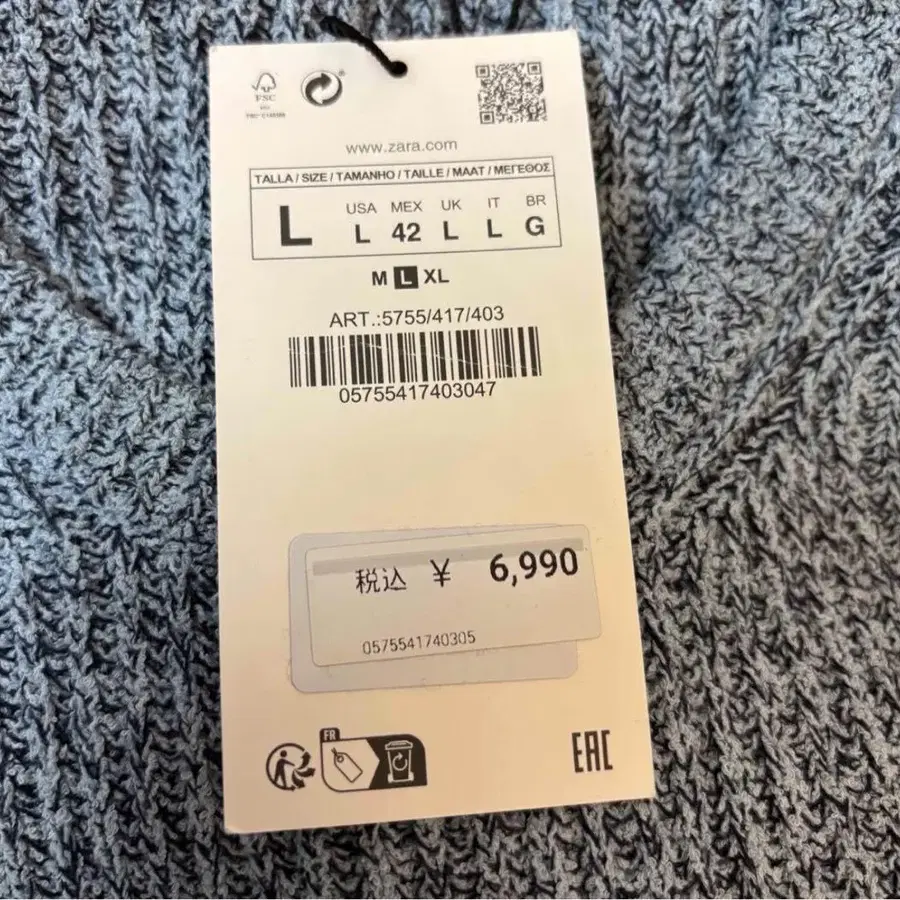 FSC
www.zara.com
TALLA / SIZE / TAMANHO / TAILLE / MAAT / ΜΕΓΕΘΟΣ
L
USA MEX UK IT BR
L 42 L L G
M L XL
ART.:5755/417/403
05755417403047
税込 ¥ 6,990
0575541740305
FR
EAC